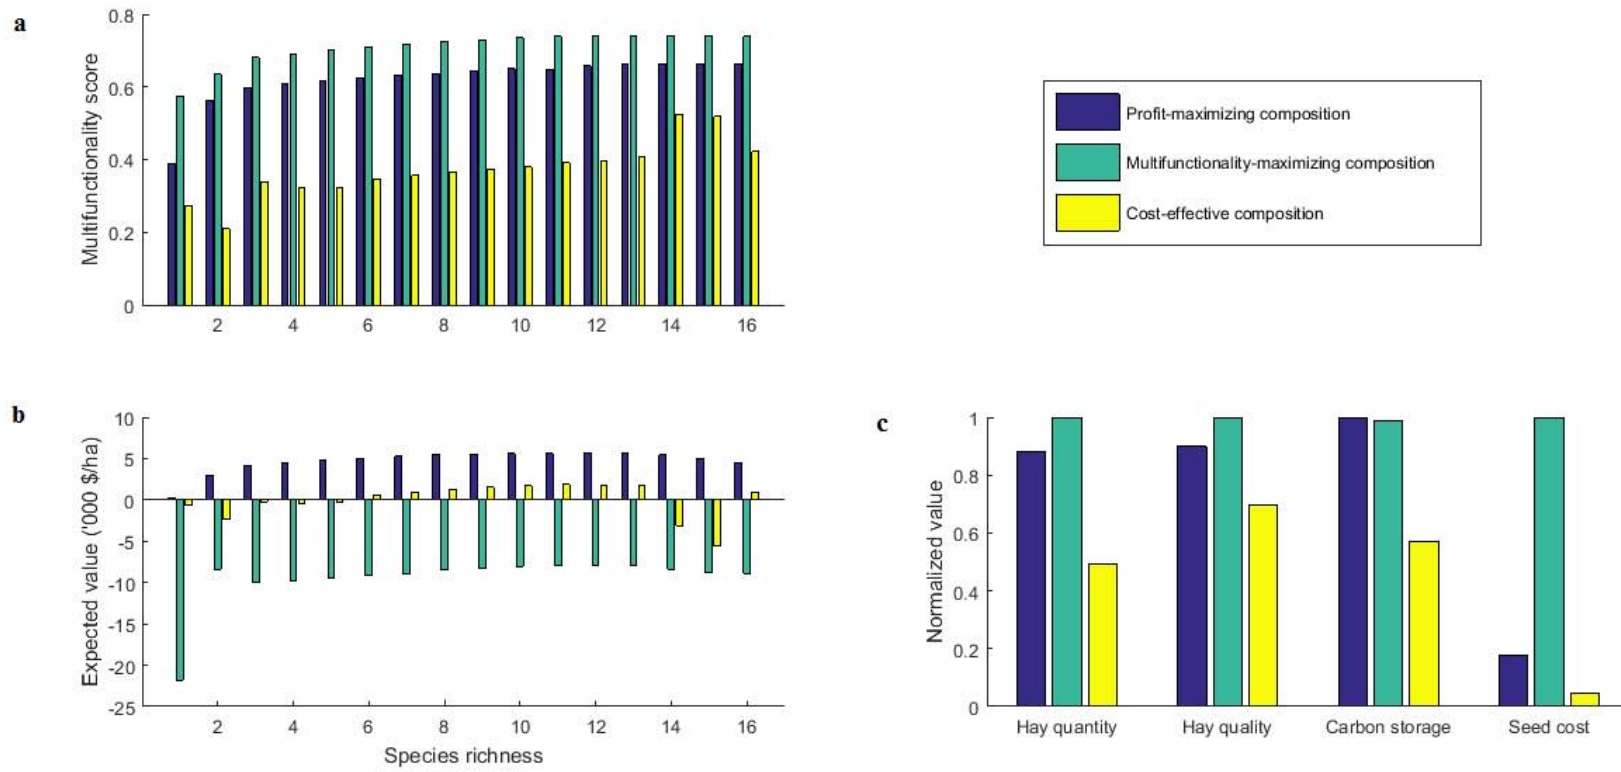 a
Multifunctionality score
0.8
0.6
0.4
0.2
0
2 4 6 8 10 12 14 16
Profit-maximizing composition
Multifunctionality-maximizing composition
Cost-effective composition
b
Expected value ('000 $/ha)
10
5
0
-5
-10
-15
-20
-25
2 4 6 8 10 12 14 16
Species richness
c
Normalized value
1
0.8
0.6
0.4
0.2
0
Hay quantity Hay quality Carbon storage Seed cost